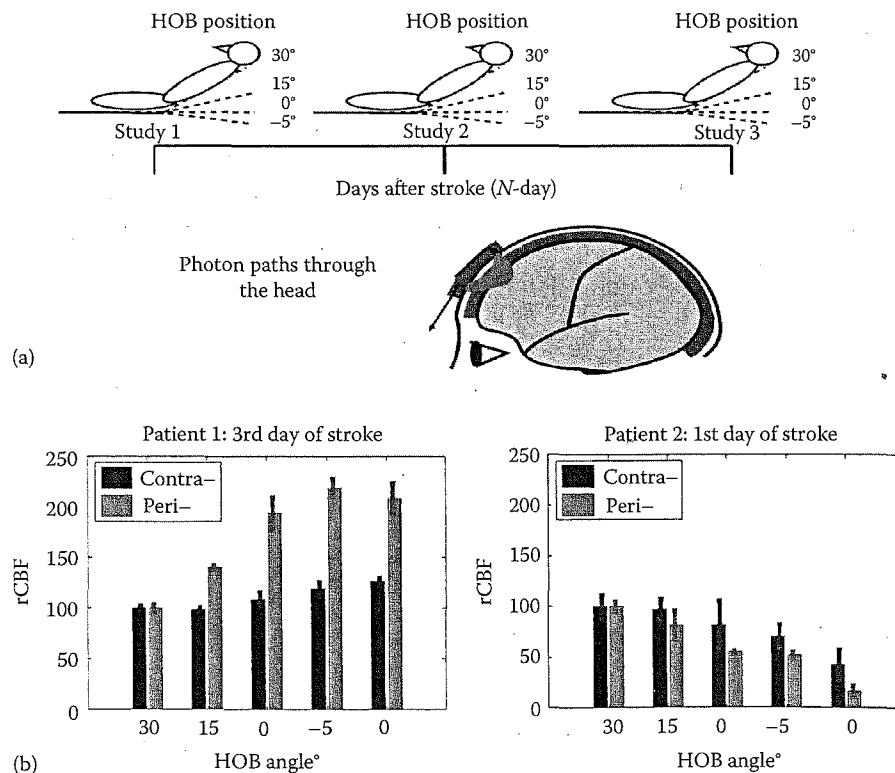 HOB position HOB position HOB position
30° 30° 30°
15° 15° 15°
0° 0° 0°
−5° −5° −5°
Study 1 Study 2 Study 3
Days after stroke (N-day)
Photon paths through
the head
(a)
Patient 1: 3rd day of stroke
250
200
150
100
50
0
rCBF
Contra−
Peri−
30 15 0 −5 0
HOB angle°
Patient 2: 1st day of stroke
250
200
150
100
50
0
rCBF
Contra−
Peri−
30 15 0 −5 0
HOB angle°
(b)